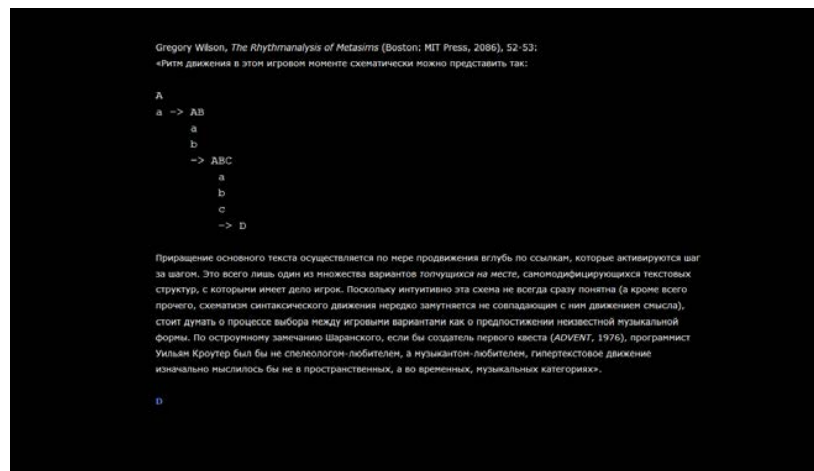 Gregory Wilson, The Rhythmanalysis of Metasims (Boston: MIT Press, 2086), 52-53:
«Ритм движения в этом игровом моменте схематически можно представить так:
A
a -> AB
a
b
-> ABC
a
b
c
-> D
Приращение основного текста осуществляется по мере продвижения вглубь по ссылкам, которые активируются шаг
за шагом. Это всего лишь один из множества вариантов топчущихся на месте, самомодифицирующихся текстовых
структур, с которыми имеет дело игрок. Поскольку интуитивно эта схема не всегда сразу понятна (а кроме всего
прочего, схематизм синтаксического движения нередко замутняется не совпадающим с ним движением смысла),
стоит думать о процессе выбора между игровыми вариантами как о предпостижении неизвестной музыкальной
формы. По остроумному замечанию Шаранского, если бы создатель первого квеста (ADVENT, 1976), программист
Уильям Кроутер был бы не спелеологом-любителем, а музыкантом-любителем, гипертекстовое движение
изначально мыслилось бы не в пространственных, а во временных, музыкальных категориях».
D